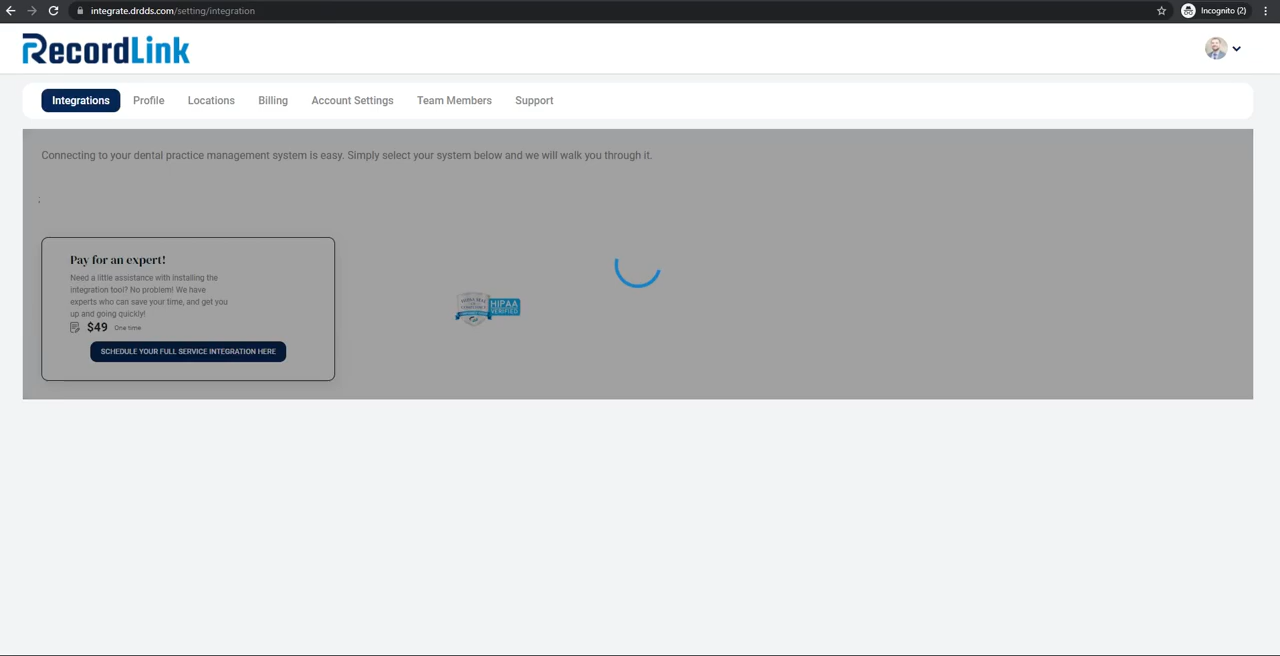 integrate.drdds.com/setting/integration
Incognito (2)
RecordLink
Integrations Profile Locations Billing Account Settings Team Members Support
Connecting to your dental practice management system is easy. Simply select your system below and we will walk you through it.
;
Pay for an expert!
Need a little assistance with installing the
integration tool? No problem! We have
experts who can save your time, and get you
up and going quickly!
$49 One time
SCHEDULE YOUR FULL SERVICE INTEGRATION HERE
HIPAA
VERIFIED